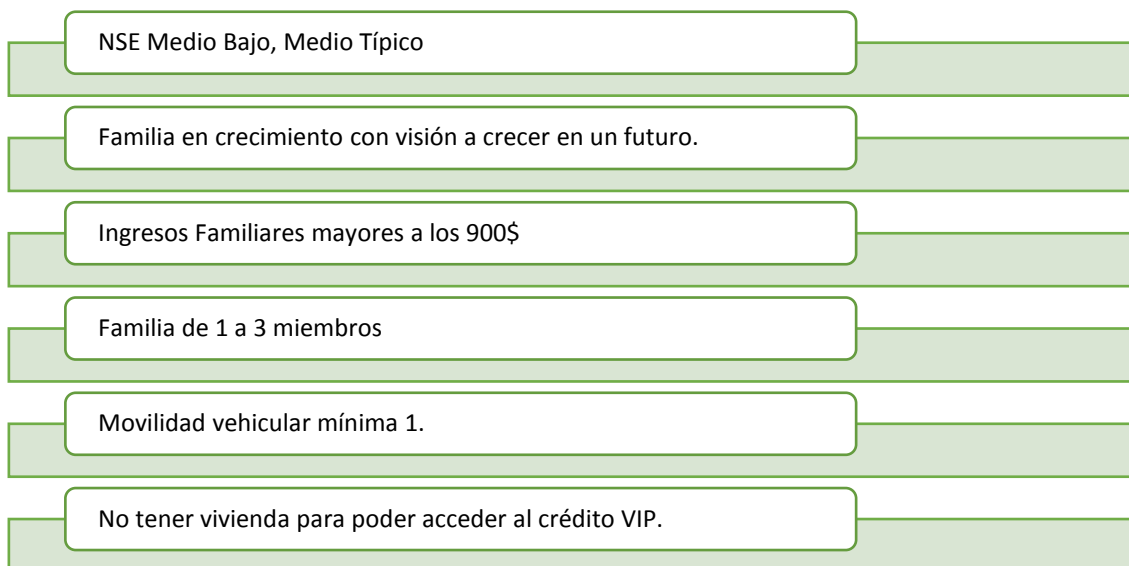 NSE Medio Bajo, Medio Típico
Familia en crecimiento con visión a crecer en un futuro.
Ingresos Familiares mayores a los 900$
Familia de 1 a 3 miembros
Movilidad vehicular mínima 1.
No tener vivienda para poder acceder al crédito VIP.